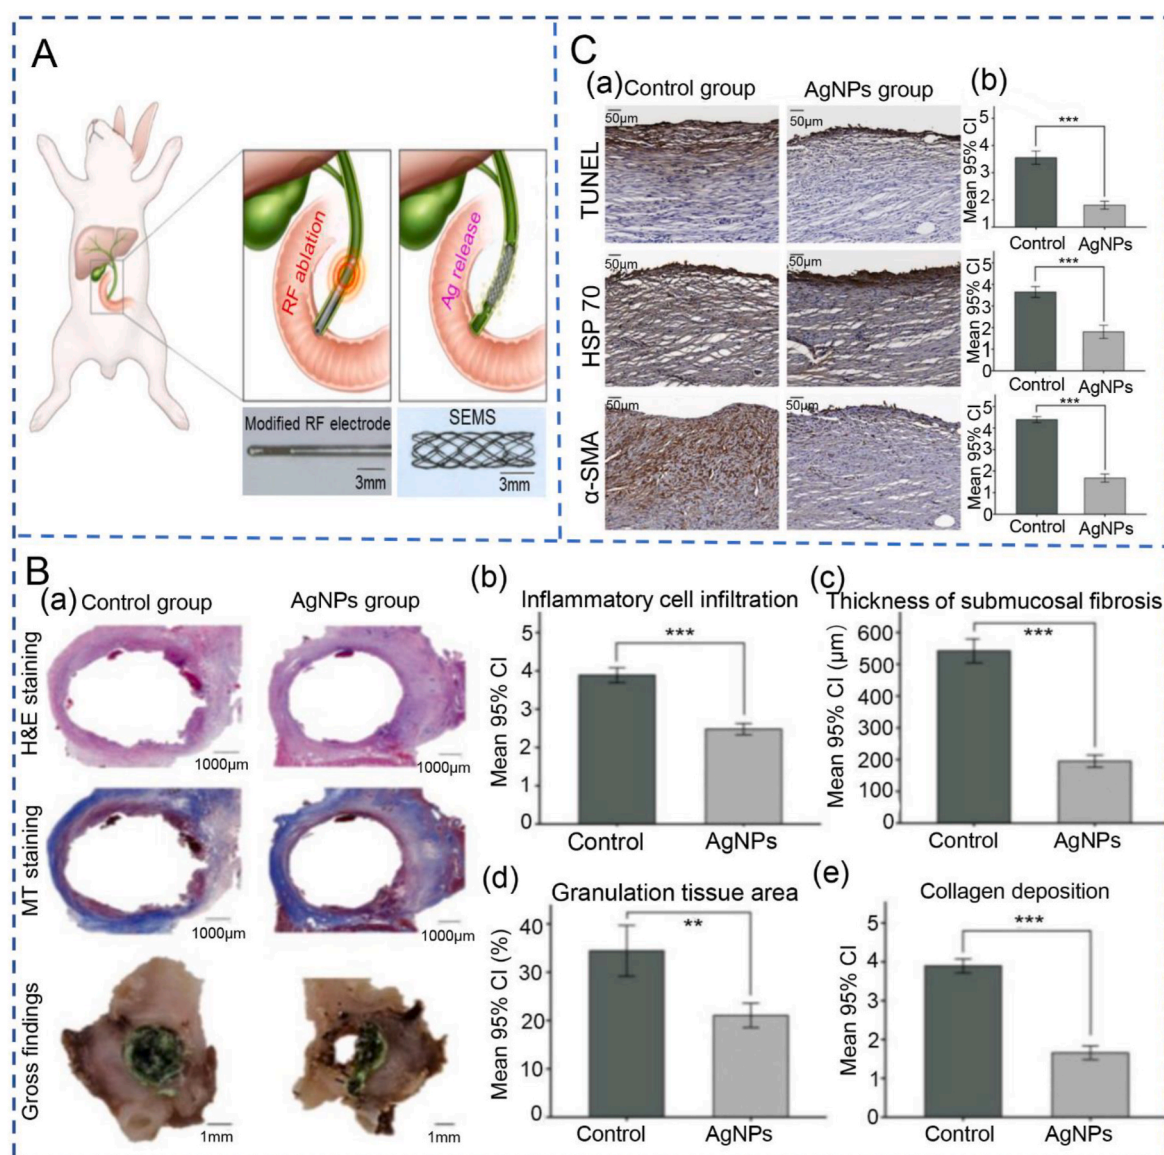 A
RF ablation
Ag release
Modified RF electrode
3mm
SEMS
3mm
C
(a) Control group
AgNPs group
(b)
TUNEL
50μm
50μm
Mean 95% CI
5
4
3
2
1
***
Control
AgNPs
HSP 70
50μm
50μm
Mean 95% CI
5
4
3
2
1
0
***
Control
AgNPs
α-SMA
50μm
50μm
Mean 95% CI
5
4
3
2
1
0
***
Control
AgNPs
B
(a)
Control group
AgNPs group
H&E staining
1000μm
1000μm
MT staining
1000μm
1000μm
Gross findings
1mm
1mm
(b)
Inflammatory cell infiltration
Mean 95% CI
5
4
3
2
1
0
***
Control
AgNPs
(c)
Thickness of submucosal fibrosis
Mean 95% CI (μm)
600
500
400
300
200
100
0
***
Control
AgNPs
(d)
Granulation tissue area
Mean 95% CI (%)
40
30
20
10
0
**
Control
AgNPs
(e)
Collagen deposition
Mean 95% CI
5
4
3
2
1
0
***
Control
AgNPs